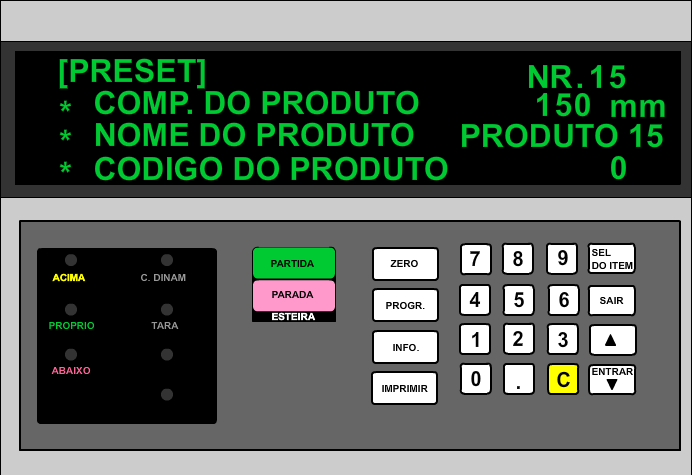 [PRESET] NR.15
* COMP. DO PRODUTO 150 mm
* NOME DO PRODUTO PRODUTO 15
* CODIGO DO PRODUTO 0
ACIMA C. DINAM
PROPRIO TARA
ABAIXO
PARTIDA
PARADA
ESTEIRA
ZERO
PROGR.
INFO.
IMPRIMIR
7 8 9 SEL DO ITEM
4 5 6 SAIR
1 2 3 ▲
0 . C ENTRAR ▼